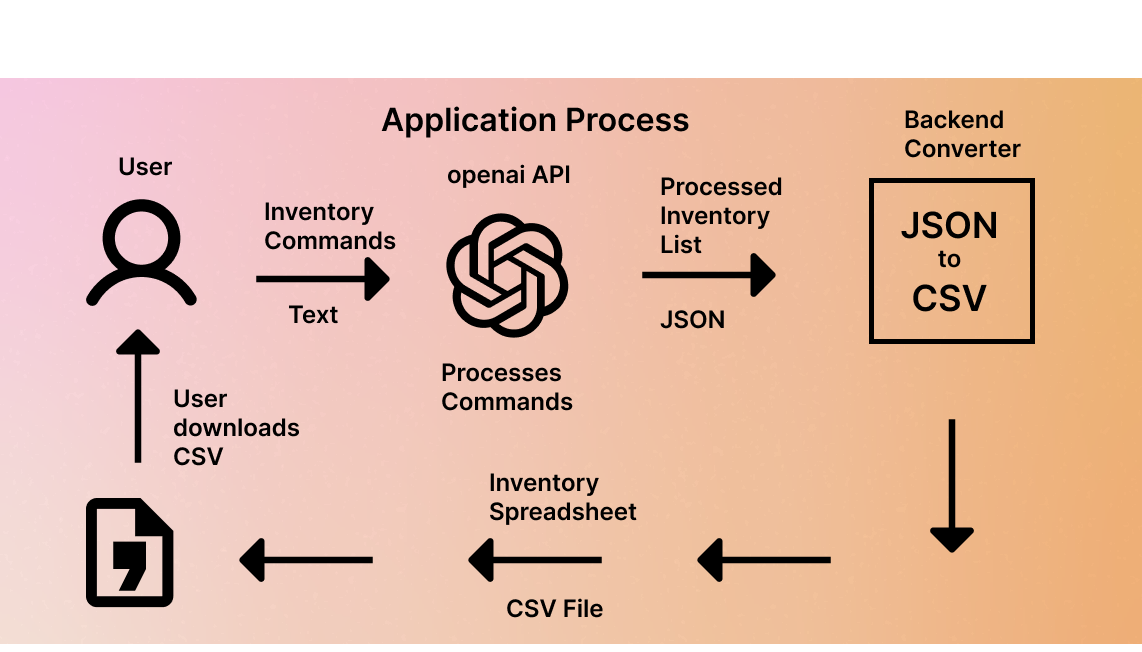 Application Process
User
Inventory
Commands
Text
openai API
Processes
Commands
Processed
Inventory
List
JSON
Backend
Converter
JSON
to
CSV
Inventory
Spreadsheet
CSV File
User
downloads
CSV